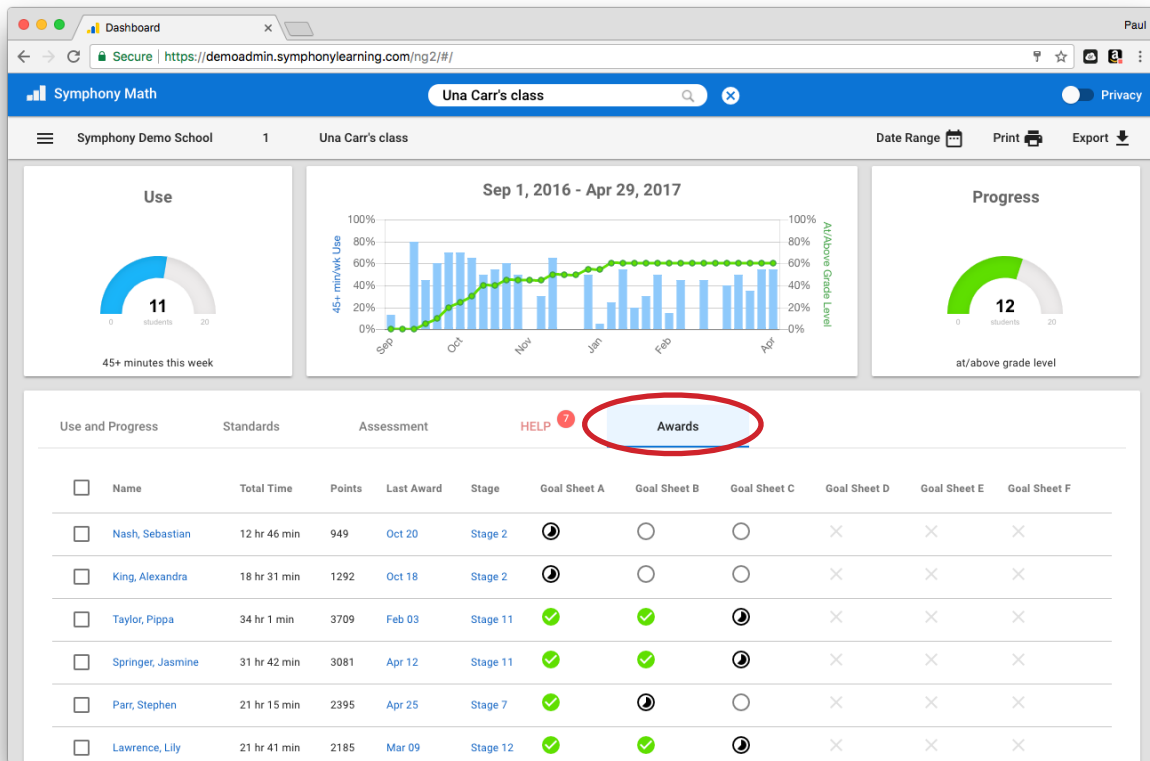 Dashboard
Paul
Secure https://demoadmin.symphonylearning.com/ng2/#/
Symphony Math
Una Carr's class
Privacy
Symphony Demo School 1 Una Carr's class
Date Range Print Export
Use
11
0 students 20
45+ minutes this week
Sep 1, 2016 - Apr 29, 2017
45+ min/wk Use
100% 100%
80% 80%
60% 60%
40% 40%
20% 20%
0% 0%
Sep Oct Nov Jan Feb Apr
At/Above Grade Level
Progress
12
0 students 20
at/above grade level
Use and Progress Standards Assessment HELP 7 Awards
Name Total Time Points Last Award Stage Goal Sheet A Goal Sheet B Goal Sheet C Goal Sheet D Goal Sheet E Goal Sheet F
Nash, Sebastian 12 hr 46 min 949 Oct 20 Stage 2
King, Alexandra 18 hr 31 min 1292 Oct 18 Stage 2
Taylor, Pippa 34 hr 1 min 3709 Feb 03 Stage 11
Springer, Jasmine 31 hr 42 min 3081 Apr 12 Stage 11
Parr, Stephen 21 hr 15 min 2395 Apr 25 Stage 7
Lawrence, Lily 21 hr 41 min 2185 Mar 09 Stage 12